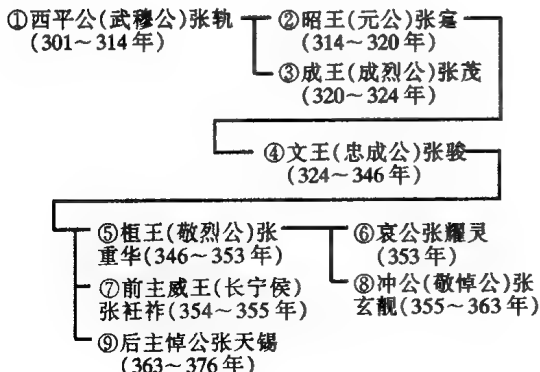 ①西平公(武穆公)张轨
(301～314年)
②昭王(元公)张寔
(314～320年)
③成王(成烈公)张茂
(320～324年)
④文王(忠成公)张骏
(324～346年)
⑤桓王(敬烈公)张
重华(346～353年)
⑥哀公张耀灵
(353年)
⑦前主威王(长宁侯)
张衽祚(354～355年)
⑧冲公(敬悼公)张
玄靓(355～363年)
⑨后主悼公张天锡
(363～376年)